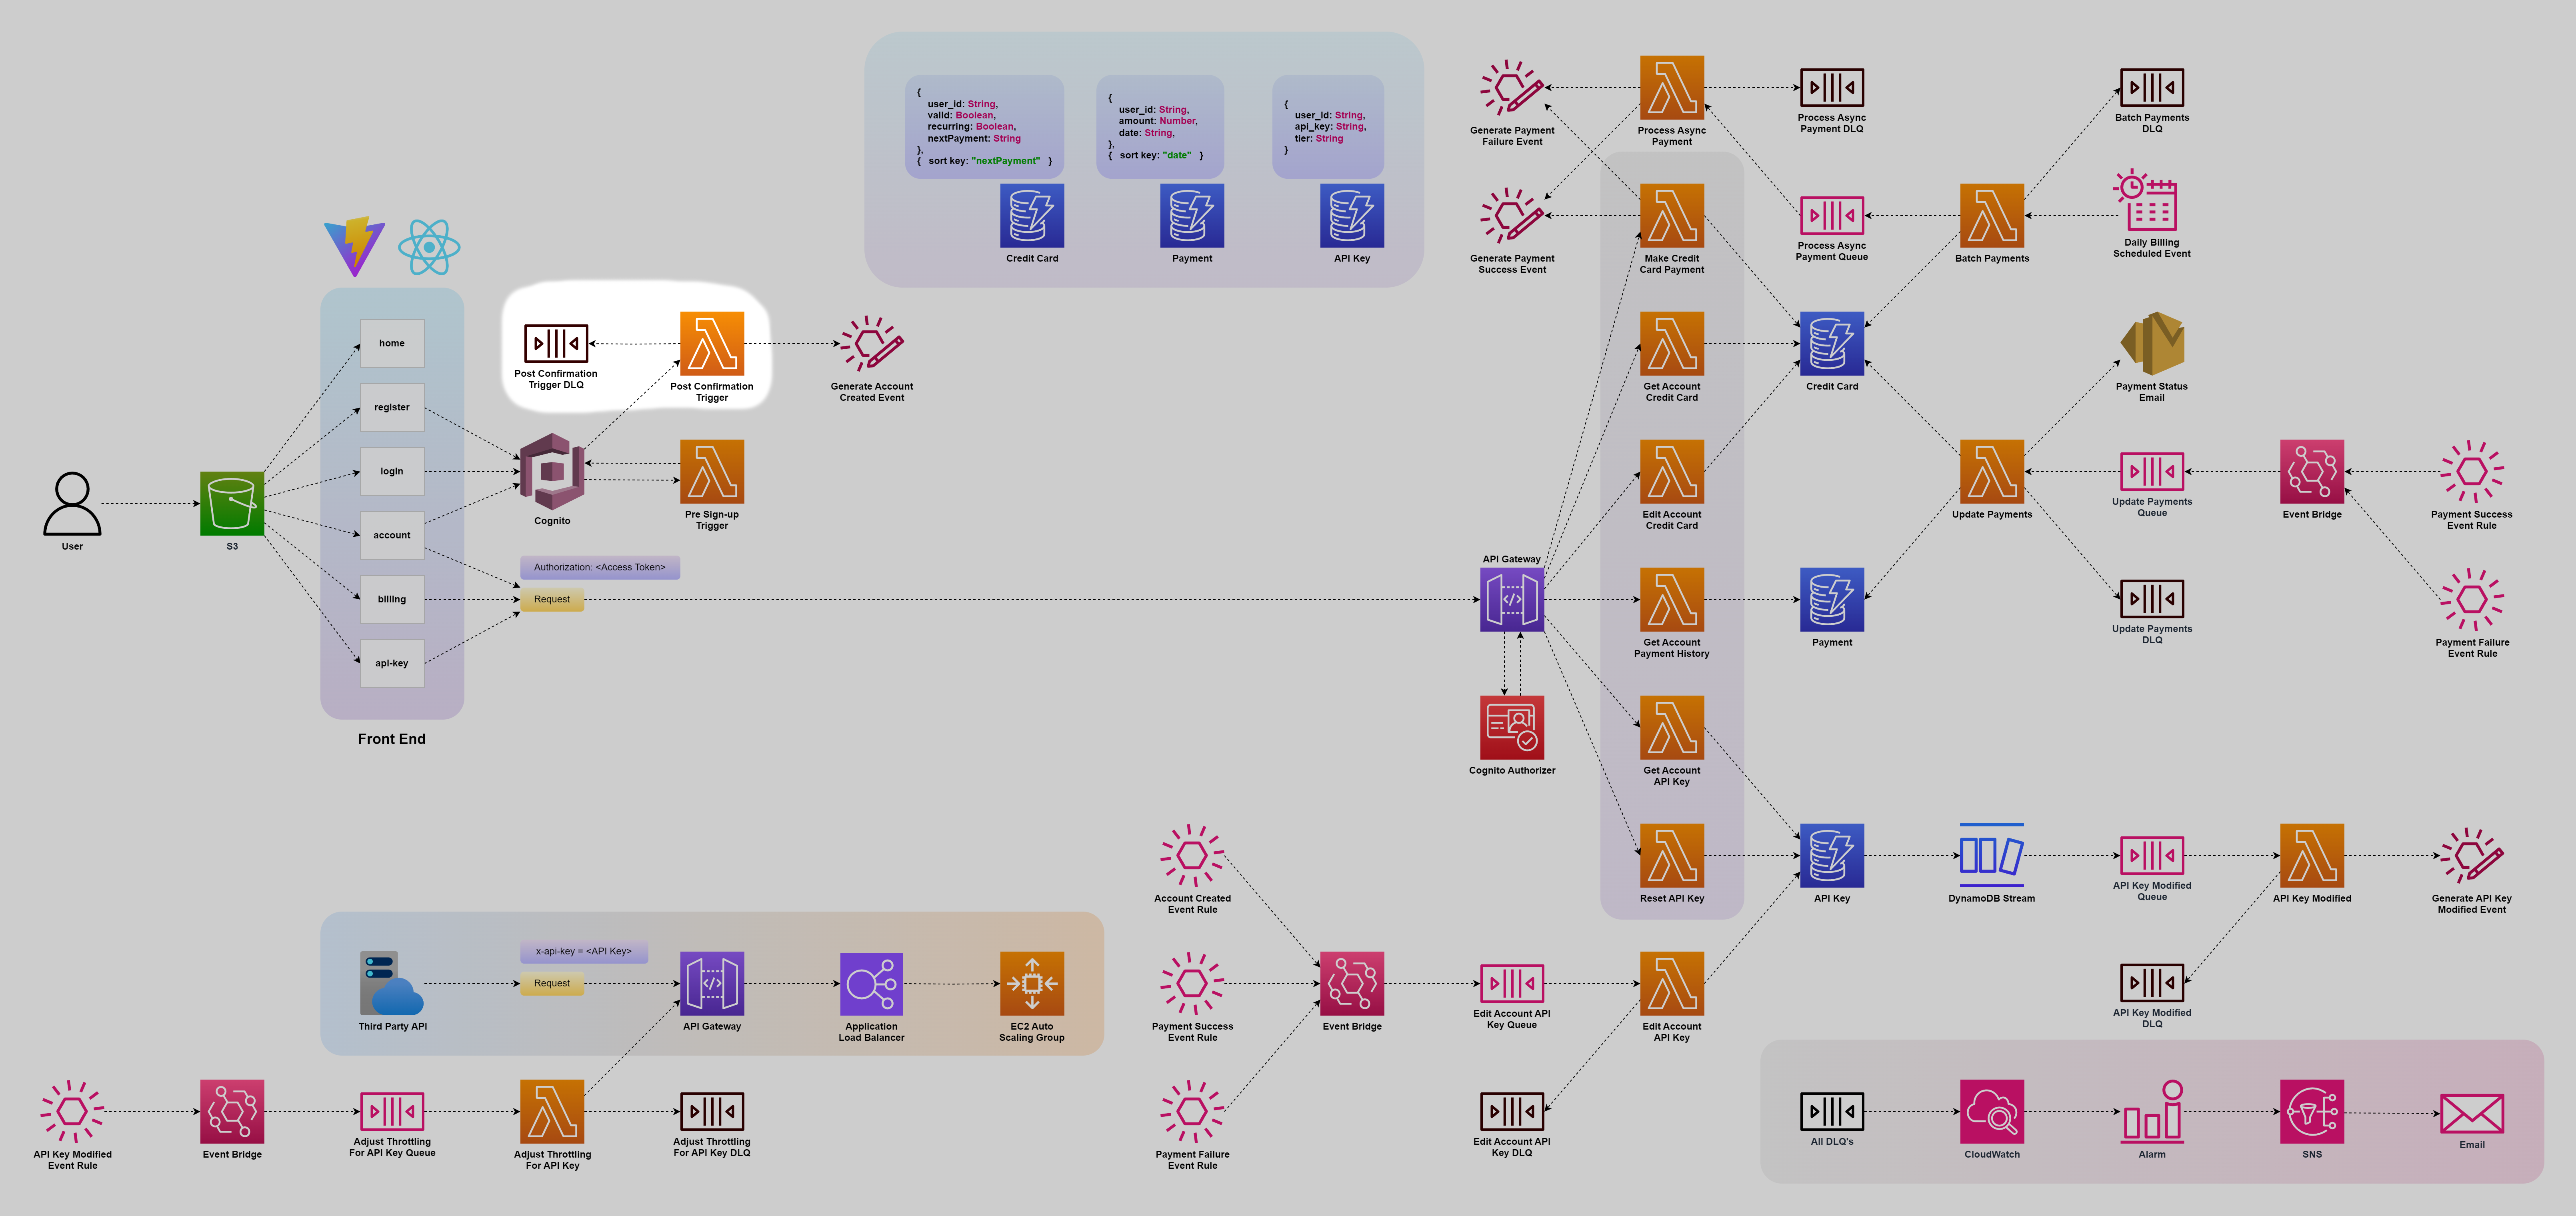 {
user_id: String,
valid: Boolean,
recurring: Boolean,
nextPayment: String
},
{ sort key: "nextPayment" }
Credit Card
{
user_id: String,
amount: Number,
date: String,
},
{ sort key: "date" }
Payment
{
user_id: String,
api_key: String,
tier: String
}
API Key
Generate Payment
Failure Event
Process Async
Payment
Process Async
Payment DLQ
Batch Payments
DLQ
Generate Payment
Success Event
Make Credit
Card Payment
Process Async
Payment Queue
Batch Payments
Daily Billing
Scheduled Event
User
S3
home
register
login
account
billing
api-key
Front End
Post Confirmation
Trigger DLQ
Post Confirmation
Trigger
Generate Account
Created Event
Cognito
Pre Sign-up
Trigger
Authorization: <Access Token>
Request
API Gateway
</>
Cognito Authorizer
Get Account
Credit Card
Credit Card
Payment Status
Email
Edit Account
Credit Card
Update Payments
Update Payments
Queue
Event Bridge
Payment Success
Event Rule
Get Account
Payment History
Payment
Update Payments
DLQ
Payment Failure
Event Rule
Get Account
API Key
Reset API Key
API Key
DynamoDB Stream
API Key Modified
Queue
API Key Modified
Generate API Key
Modified Event
API Key Modified
DLQ
Account Created
Event Rule
Payment Success
Event Rule
Payment Failure
Event Rule
Event Bridge
Edit Account API
Key Queue
Edit Account
API Key
Edit Account API
Key DLQ
Third Party API
x-api-key = <API Key>
Request
</>
API Gateway
Application
Load Balancer
EC2 Auto
Scaling Group
API Key Modified
Event Rule
Event Bridge
Adjust Throttling
For API Key Queue
Adjust Throttling
For API Key
Adjust Throttling
For API Key DLQ
All DLQ's
CloudWatch
Alarm
SNS
Email